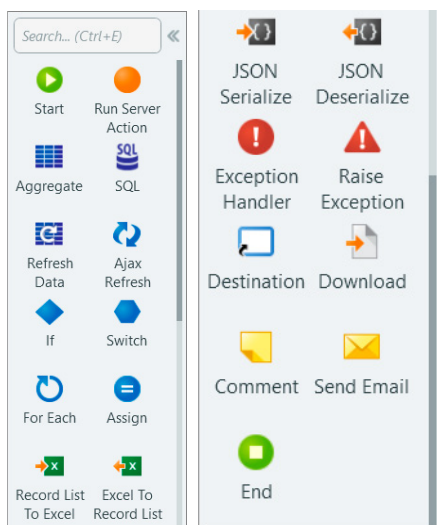 Search... (Ctrl+E)
Start
Run Server
Action
Aggregate
SQL
SQL
Refresh
Data
Ajax
Refresh
If
Switch
For Each
Assign
x
x
Record List
To Excel
Excel To
Record List
JSON
Serialize
JSON
Deserialize
Exception
Handler
Raise
Exception
Destination
Download
Comment
Send Email
End